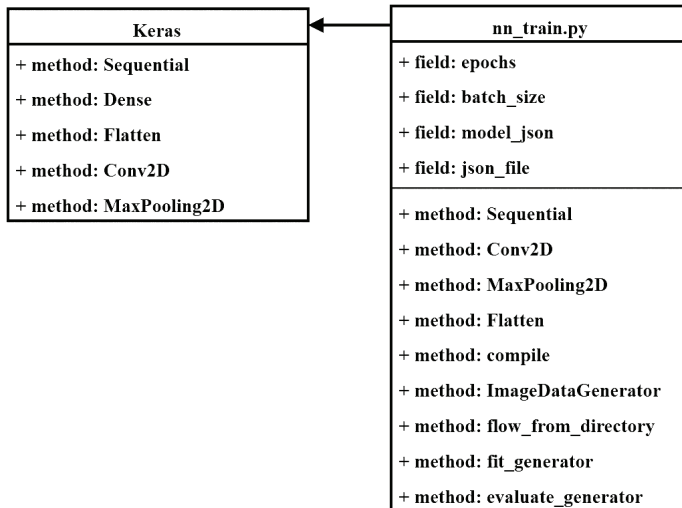 Keras
+ method: Sequential
+ method: Dense
+ method: Flatten
+ method: Conv2D
+ method: MaxPooling2D
nn_train.py
+ field: epochs
+ field: batch_size
+ field: model_json
+ field: json_file
+ method: Sequential
+ method: Conv2D
+ method: MaxPooling2D
+ method: Flatten
+ method: compile
+ method: ImageDataGenerator
+ method: flow_from_directory
+ method: fit_generator
+ method: evaluate_generator